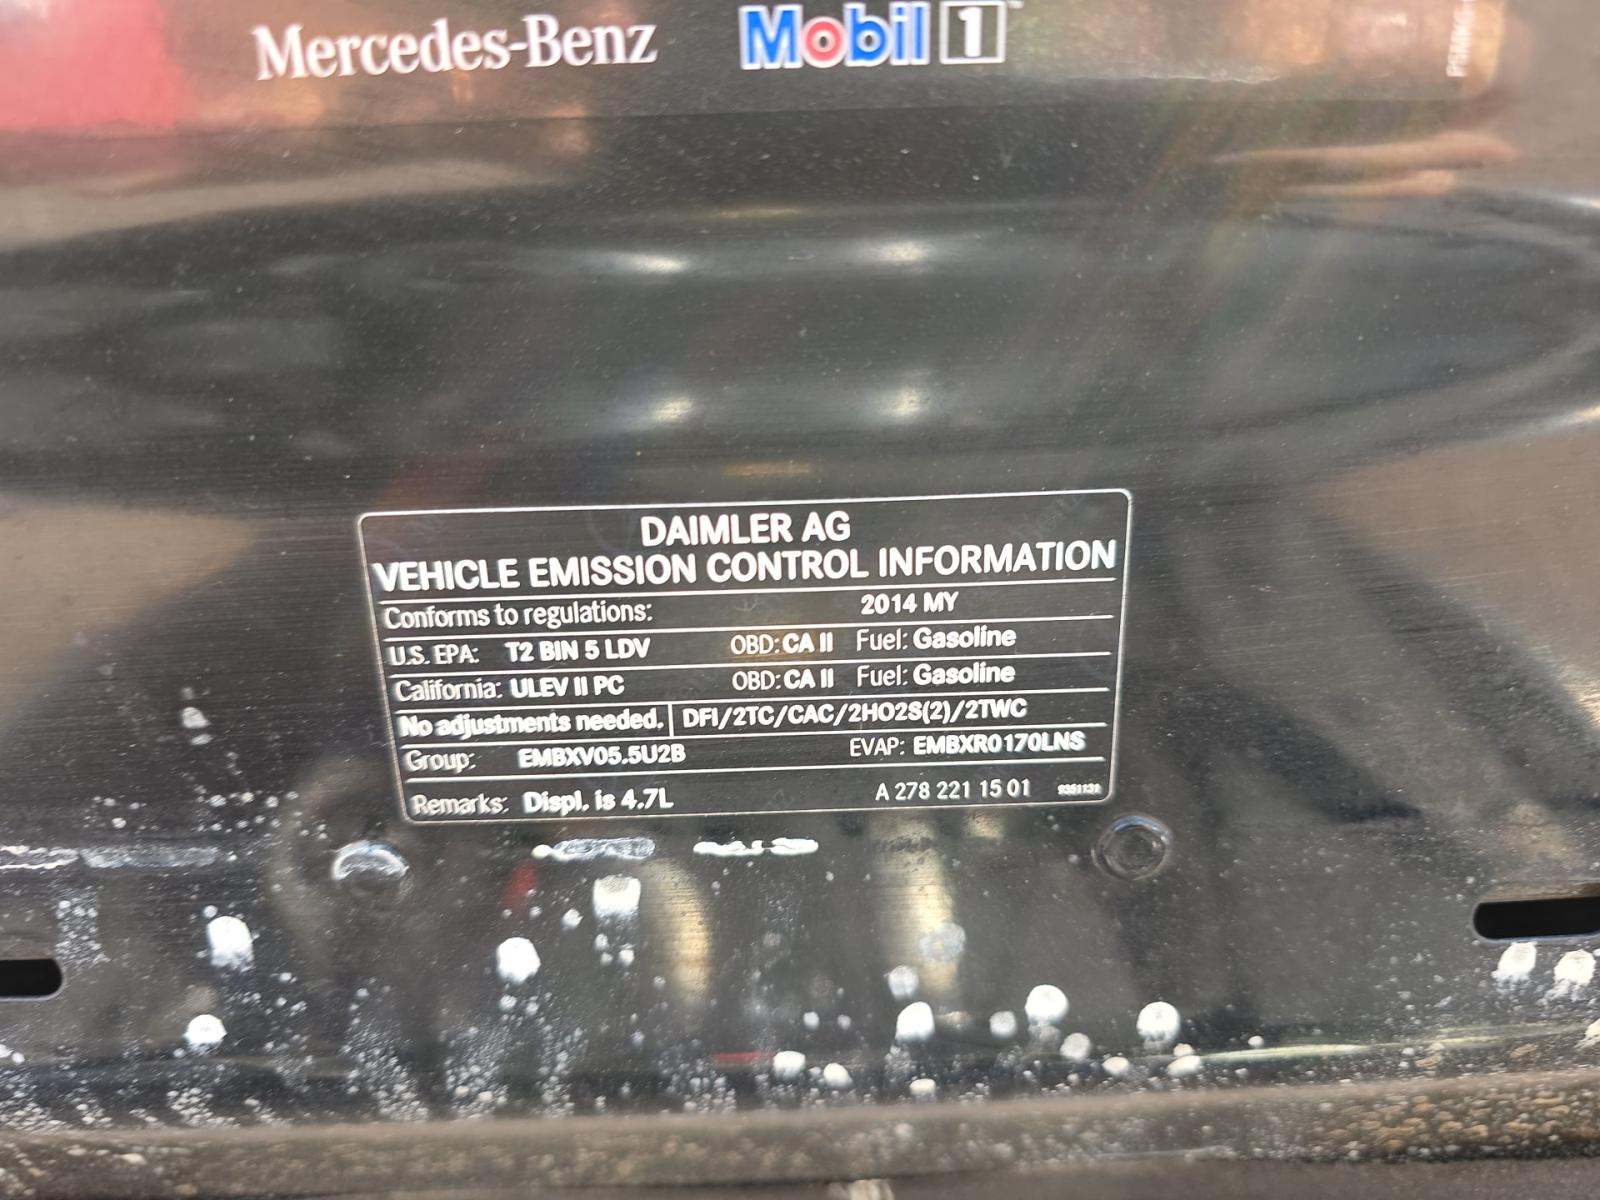 Mercedes-Benz Mobil 1™
DAIMLER AG
VEHICLE EMISSION CONTROL INFORMATION
Conforms to regulations: 2014 MY
U.S. EPA: T2 BIN 5 LDV OBD: CA II Fuel: Gasoline
California: ULEV II PC OBD: CA II Fuel: Gasoline
No adjustments needed. DFI/2TC/CAC/2HO2S(2)/2TWC
Group: EMBXV05.5U2B EVAP: EMBXR0170LNS
Remarks: Displ. is 4.7L A 278 221 15 01